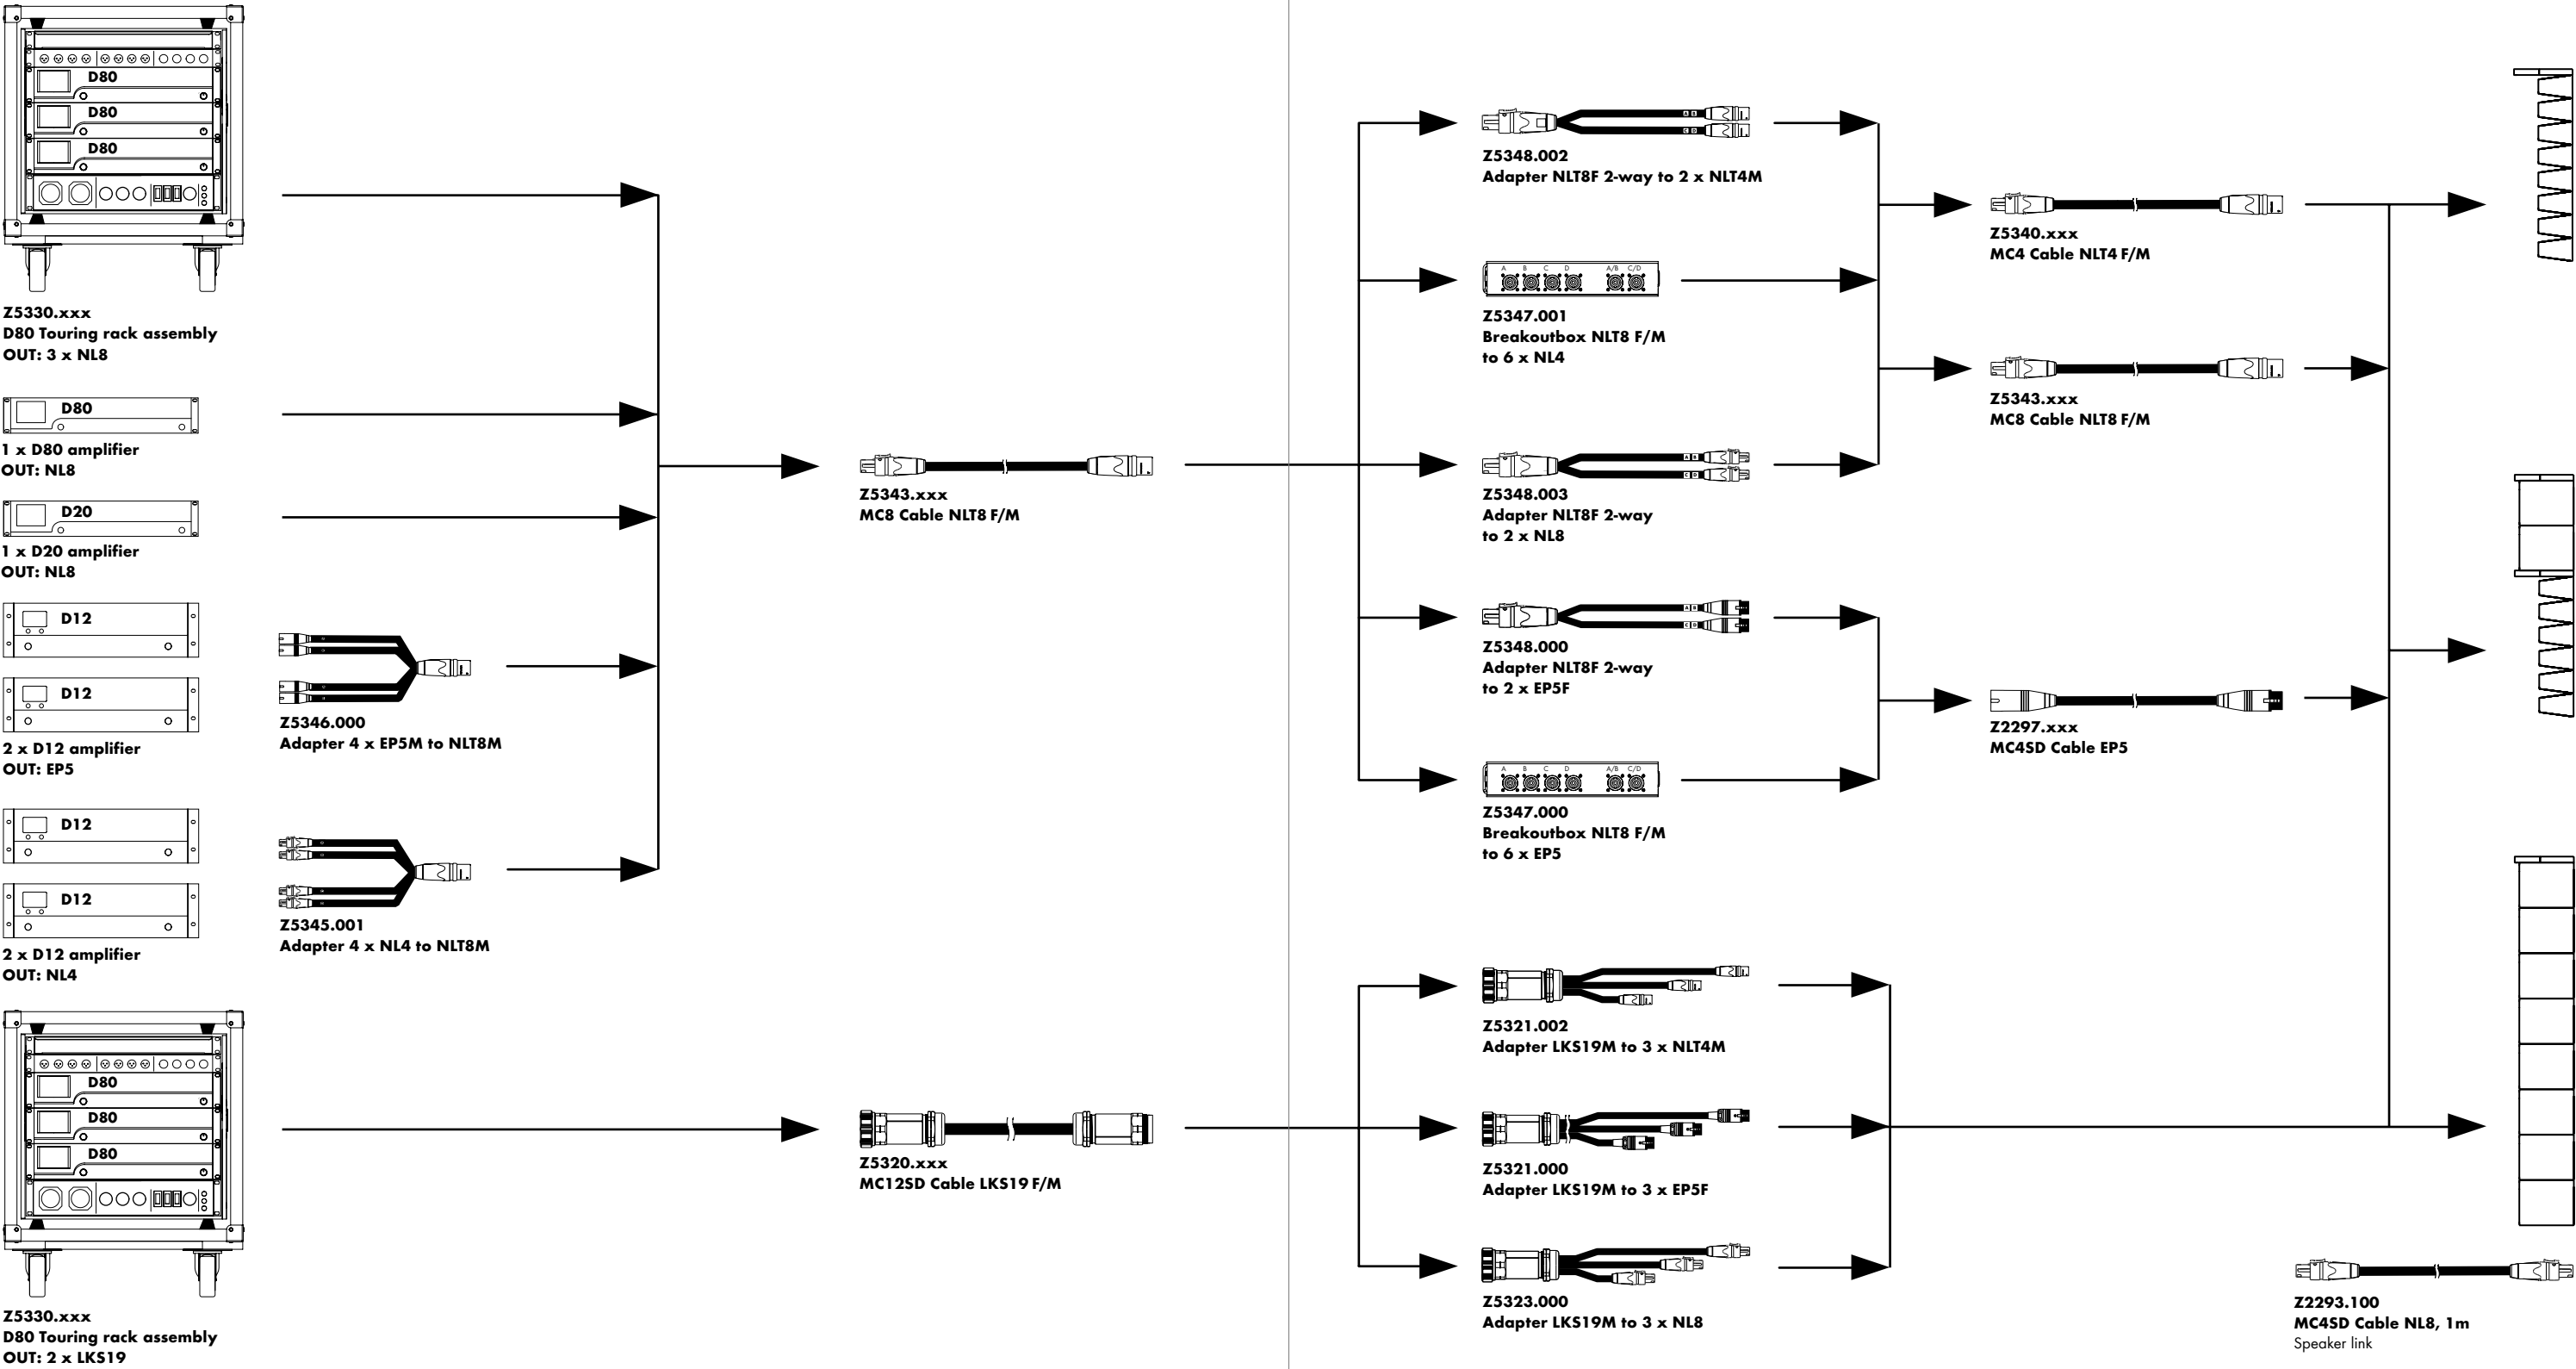 D80
D80
D80
Z5330.xxx
D80 Touring rack assembly
OUT: 3 x NL8
D80
1 x D80 amplifier
OUT: NL8
D20
1 x D20 amplifier
OUT: NL8
D12
D12
2 x D12 amplifier
OUT: EP5
Z5346.000
Adapter 4 x EP5M to NLT8M
D12
D12
2 x D12 amplifier
OUT: NL4
Z5345.001
Adapter 4 x NL4 to NLT8M
D80
D80
D80
Z5330.xxx
D80 Touring rack assembly
OUT: 2 x LKS19
Z5343.xxx
MC8 Cable NLT8 F/M
Z5320.xxx
MC12SD Cable LKS19 F/M
A B
C D
Z5348.002
Adapter NLT8F 2-way to 2 x NLT4M
A B C D A/B C/D
Z5347.001
Breakoutbox NLT8 F/M
to 6 x NL4
A B
C D
Z5348.003
Adapter NLT8F 2-way
to 2 x NL8
A B
C D
Z5348.000
Adapter NLT8F 2-way
to 2 x EP5F
A B C D A/B C/D
Z5347.000
Breakoutbox NLT8 F/M
to 6 x EP5
Z5321.002
Adapter LKS19M to 3 x NLT4M
Z5321.000
Adapter LKS19M to 3 x EP5F
Z5323.000
Adapter LKS19M to 3 x NL8
Z5340.xxx
MC4 Cable NLT4 F/M
Z5343.xxx
MC8 Cable NLT8 F/M
Z2297.xxx
MC4SD Cable EP5
Z2293.100
MC4SD Cable NL8, 1m
Speaker link